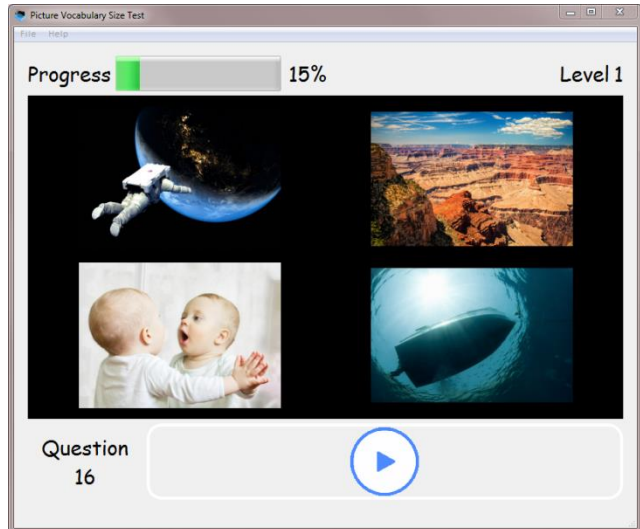 Picture Vocabulary Size Test
File Help
Progress 15% Level 1
Question
16